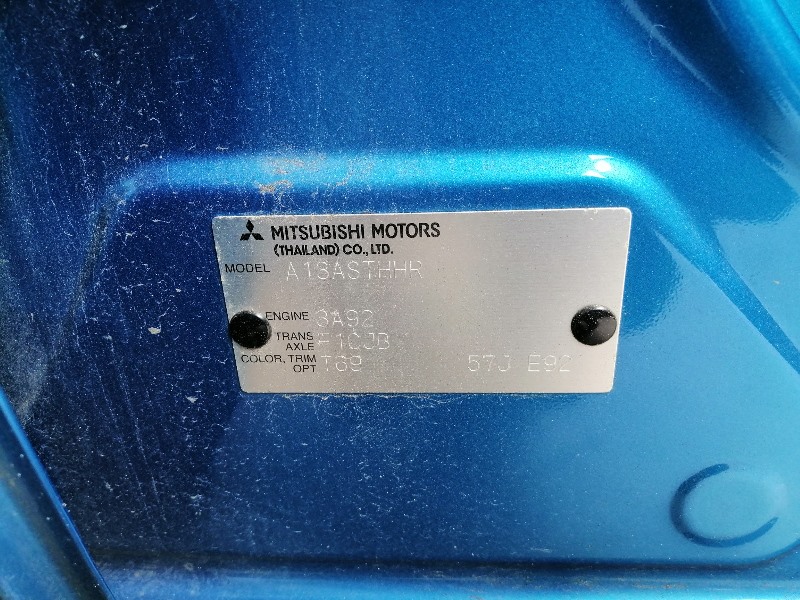 MITSUBISHI MOTORS
(THAILAND) CO., LTD.
MODEL A13ASTHHR
ENGINE 3A92
TRANS AXLE F1CJB
COLOR, TRIM OPT T69 57J E92